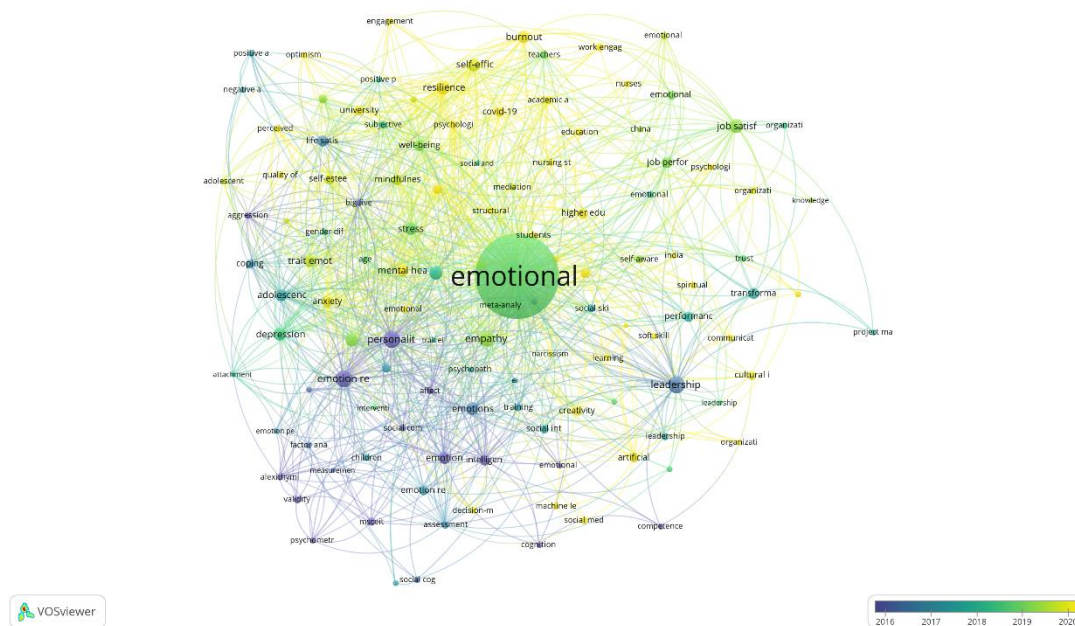 engagement
burnout
emotional
positive a
optimism
teachers
work engag
self-effic
positive p
negative a
resilience
nurses
emotional
academic a
university
covid-19
subjective
psychologi
job satisf
organizati
perceived
education
china
life satis
well-being
social and
nursing st
job perfor
psychologi
adolescent
quality of
self-estee
mindfulnes
mediation
emotional
organizati
knowledge
big five
aggression
structural
higher edu
gender dif
stress
students
coping
trait emot
age
mental hea
emotional
self-aware
india
trust
adolescenc
anxiety
emotional
meta-analy
social ski
spiritual
transforma
performanc
depression
personalit
trait ei
empathy
soft skill
communicat
project ma
narcissism
learning
attachment
emotion re
psychopath
affect
leadership
cultural i
interventi
emotions
training
creativity
leadership
emotion pe
social com
social int
leadership
factor ana
organizati
children
emotion
intelligen
emotional
artificial
alexithymi
measuremen
emotion re
validity
decision-m
machine le
msceit
assessment
social med
competence
psychometr
cognition
social cog
VOSviewer
2016 2017 2018 2019 2020